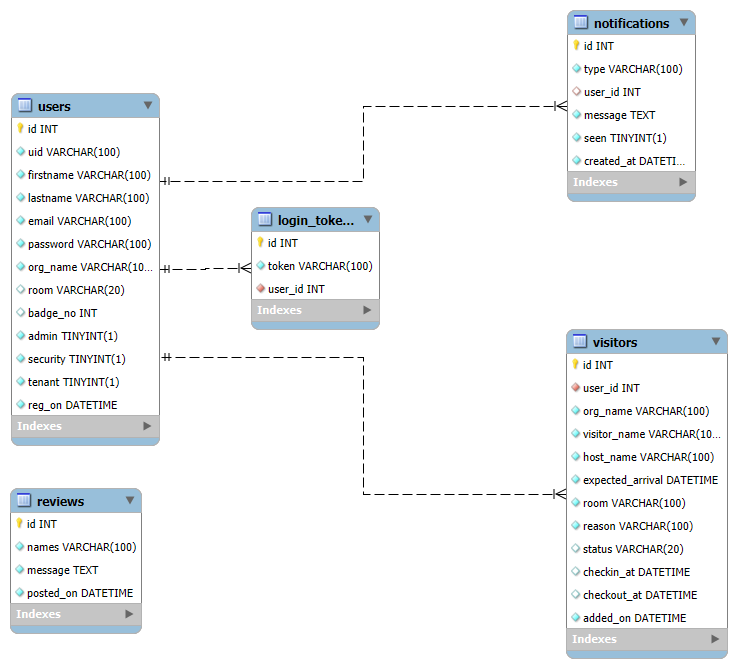 users
id INT
uid VARCHAR(100)
firstname VARCHAR(100)
lastname VARCHAR(100)
email VARCHAR(100)
password VARCHAR(100)
org_name VARCHAR(10...
room VARCHAR(20)
badge_no INT
admin TINYINT(1)
security TINYINT(1)
tenant TINYINT(1)
reg_on DATETIME
Indexes
login_toke...
id INT
token VARCHAR(100)
user_id INT
Indexes
notifications
id INT
type VARCHAR(100)
user_id INT
message TEXT
seen TINYINT(1)
created_at DATETI...
Indexes
visitors
id INT
user_id INT
org_name VARCHAR(100)
visitor_name VARCHAR(10...
host_name VARCHAR(100)
expected_arrival DATETIME
room VARCHAR(100)
reason VARCHAR(100)
status VARCHAR(20)
checkin_at DATETIME
checkout_at DATETIME
added_on DATETIME
Indexes
reviews
id INT
names VARCHAR(100)
message TEXT
posted_on DATETIME
Indexes